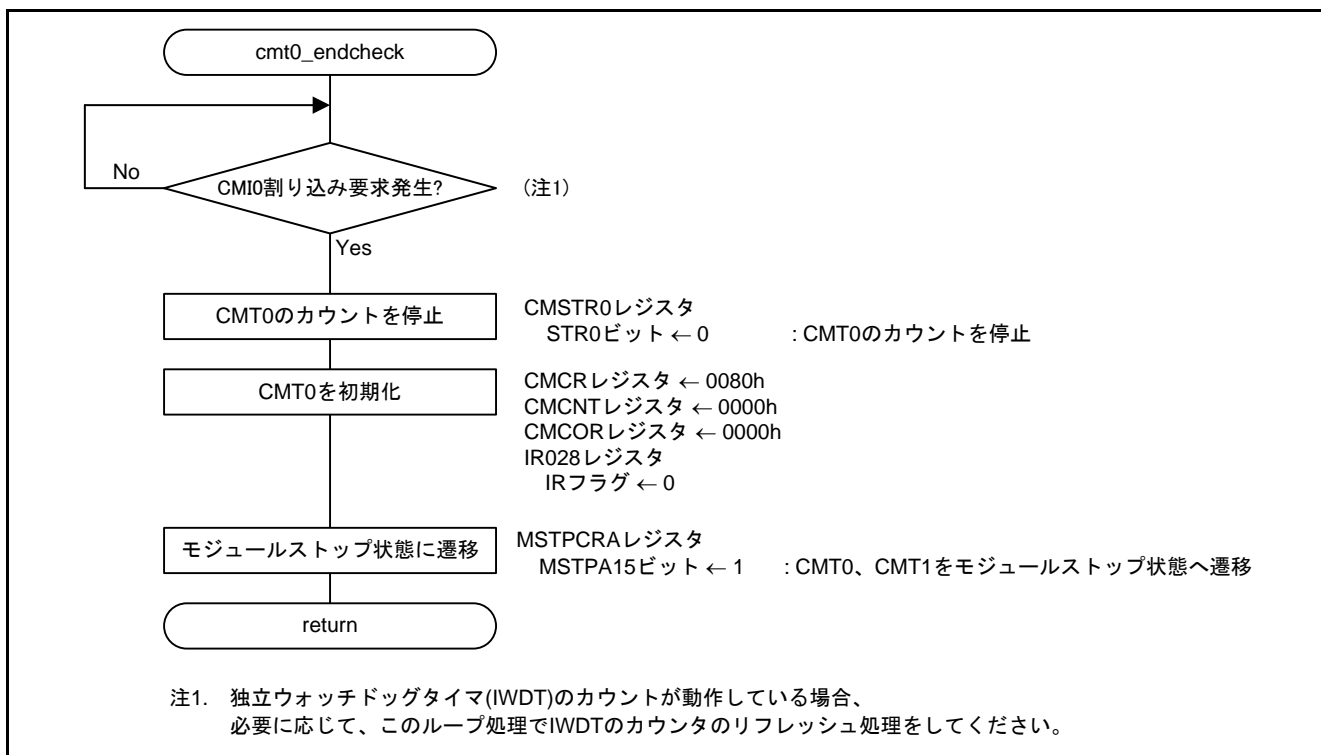 cmt0_endcheck
No
CMI0割り込み要求発生?
（注1）
Yes
CMT0のカウントを停止
CMSTR0レジスタ
STR0ビット ← 0 : CMT0のカウントを停止
CMT0を初期化
CMCRレジスタ ← 0080h
CMCNTレジスタ ← 0000h
CMCORレジスタ ← 0000h
IR028レジスタ
IRフラグ ← 0
モジュールストップ状態に遷移
MSTPCRAレジスタ
MSTPA15ビット ← 1 : CMT0、CMT1をモジュールストップ状態へ遷移
return
注1. 独立ウォッチドッグタイマ(IWDT)のカウントが動作している場合、
必要に応じて、このループ処理でIWDTのカウンタのリフレッシュ処理をしてください。